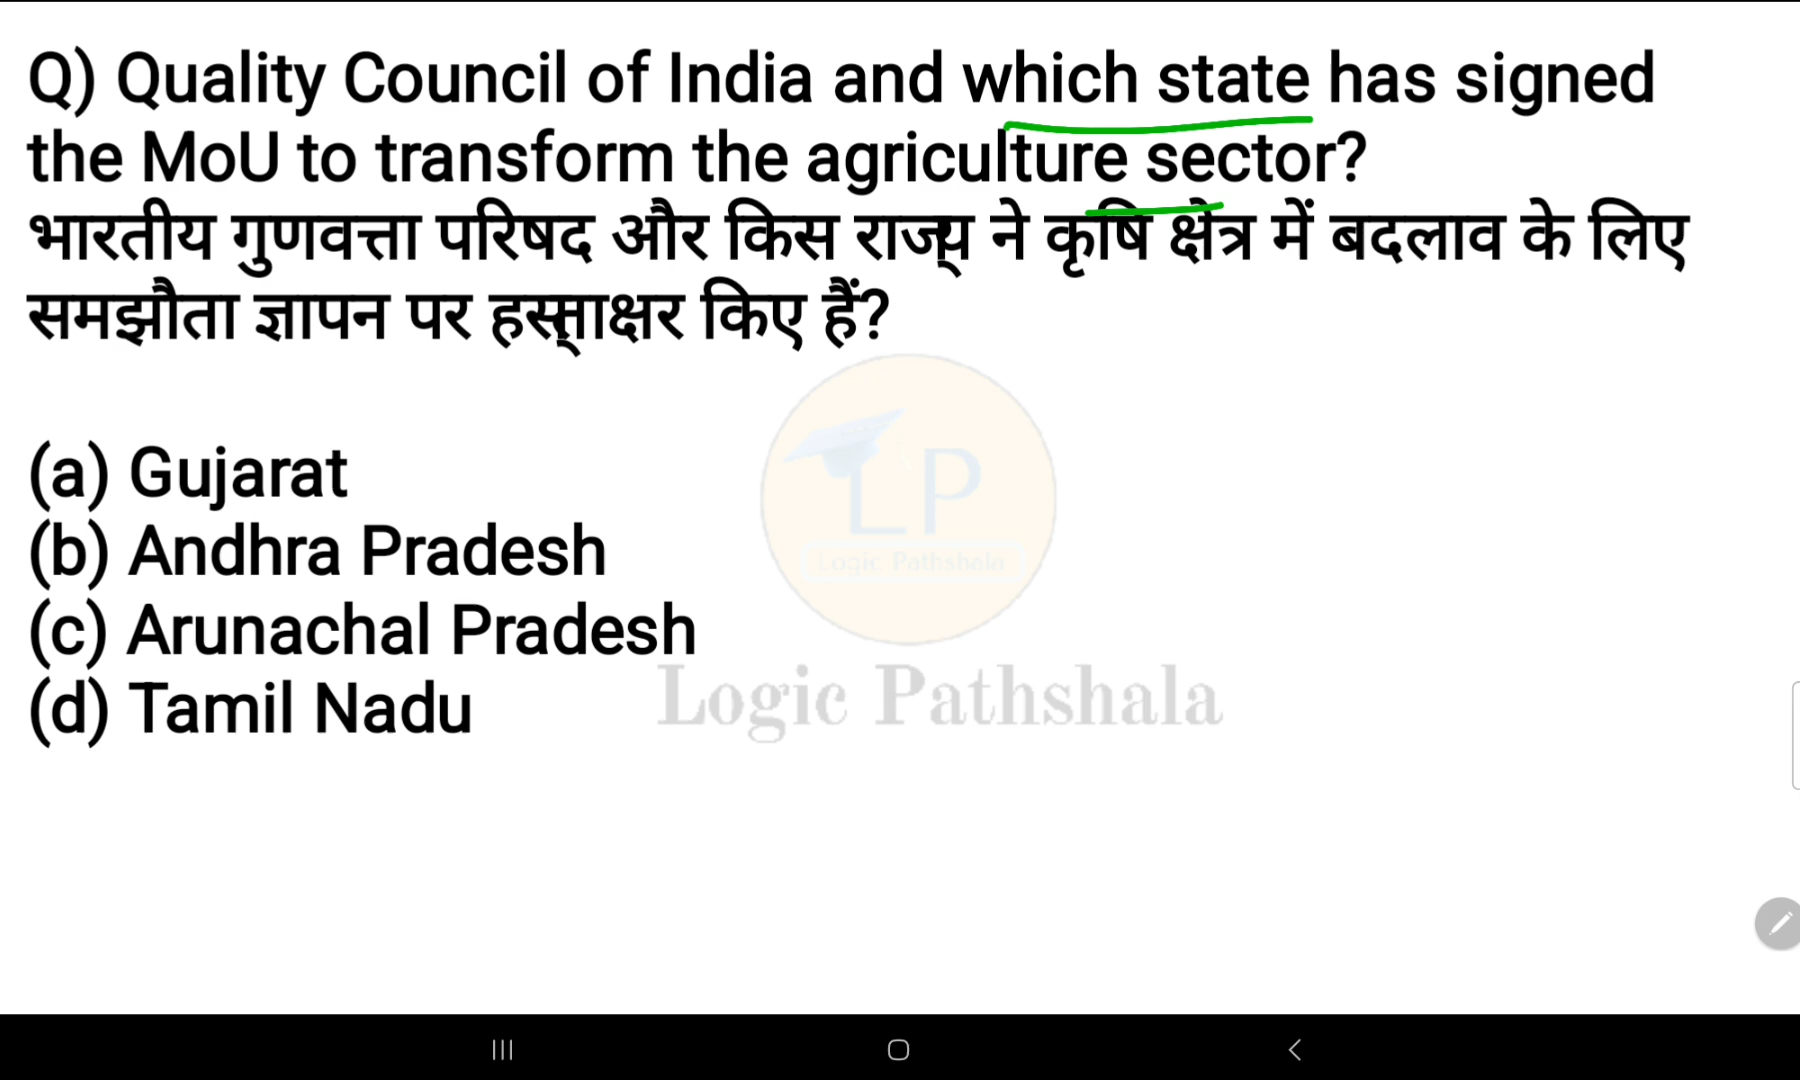 Q) Quality Council of India and which state has signed
the MoU to transform the agriculture sector?
भारतीय गुणवत्ता परिषद और किस राज्य ने कृषि क्षेत्र में बदलाव के लिए
समझौता ज्ञापन पर हस्ताक्षर किए हैं?
(a) Gujarat
(b) Andhra Pradesh
(c) Arunachal Pradesh
(d) Tamil Nadu
LP
Logic Pathshala
Logic Pathshala